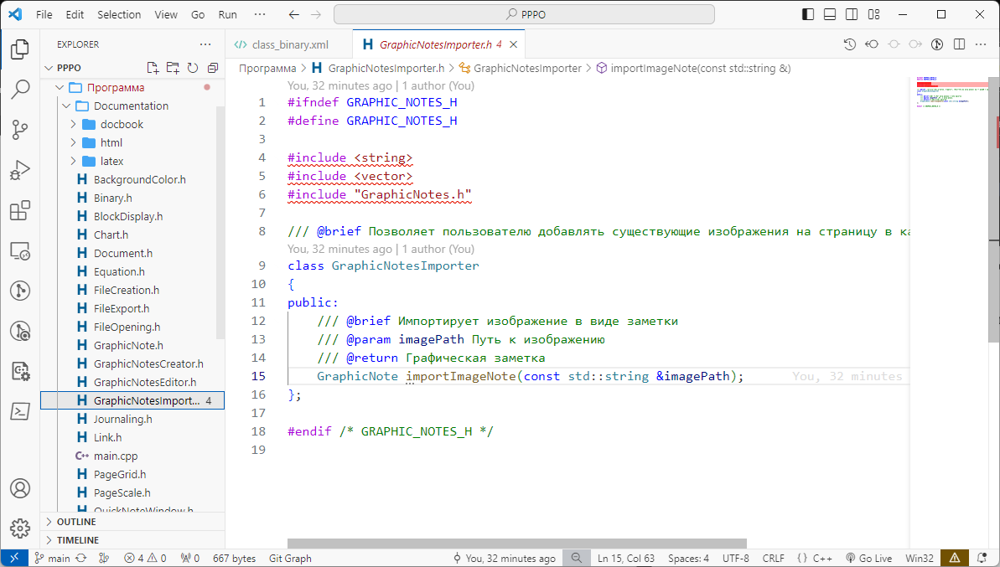 File Edit Selection View Go Run ··· PPPO
EXPLORER ···
PPPO
Программа
Documentation
docbook
html
latex
BackgroundColor.h
Binary.h
BlockDisplay.h
Chart.h
Document.h
Equation.h
FileCreation.h
FileExport.h
FileOpening.h
GraphicNote.h
GraphicNotesCreator.h
GraphicNotesEditor.h
GraphicNotesImport... 4
Journaling.h
Link.h
main.cpp
PageGrid.h
PageScale.h
QuickNoteWindow.h
OUTLINE
TIMELINE
class_binary.xml GraphicNotesImporter.h 4
Программа > GraphicNotesImporter.h > GraphicNotesImporter > importImageNote(const std::string &)
You, 32 minutes ago | 1 author (You)
1 #ifndef GRAPHIC_NOTES_H
2 #define GRAPHIC_NOTES_H
3
4 #include <string>
5 #include <vector>
6 #include "GraphicNotes.h"
7
8 /// @brief Позволяет пользователю добавлять существующие изображения на страницу в ка
You, 32 minutes ago | 1 author (You)
9 class GraphicNotesImporter
10 {
11 public:
12 /// @brief Импортирует изображение в виде заметки
13 /// @param imagePath Путь к изображению
14 /// @return Графическая заметка
15 GraphicNote importImageNote(const std::string &imagePath); You, 32 minutes
16 };
17
18 #endif /* GRAPHIC_NOTES_H */
19
main 4 0 0 667 bytes Git Graph You, 32 minutes ago Ln 15, Col 63 Spaces: 4 UTF-8 CRLF {} C++ Go Live Win32